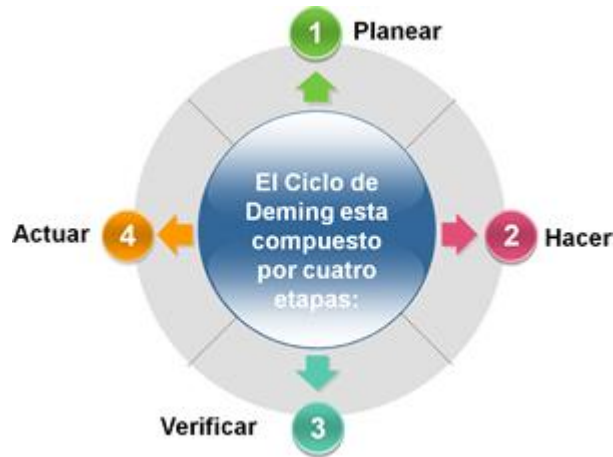 1 Planear
El Ciclo de
Deming esta
compuesto
por cuatro
etapas:
Actuar 4
2 Hacer
Verificar 3